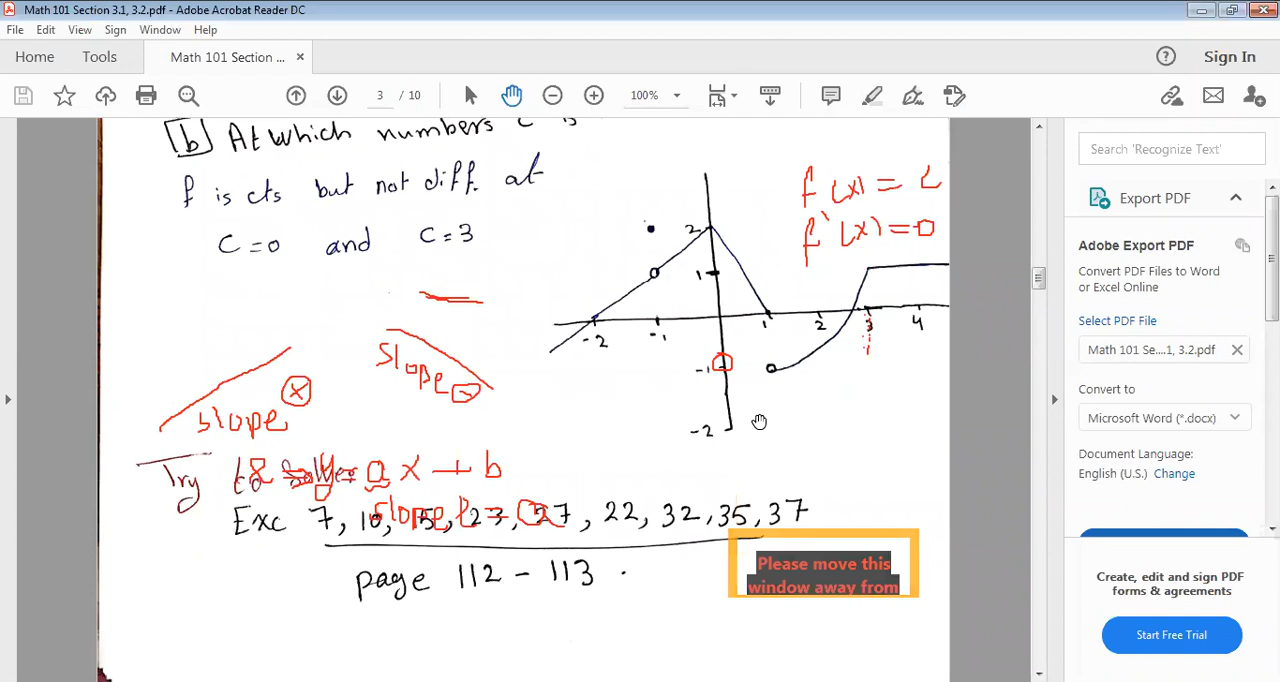 Math 101 Section 3.1, 3.2.pdf - Adobe Acrobat Reader DC
File Edit View Sign Window Help
Home Tools Math 101 Section ... × Sign In
3 / 10 100%
b At which numbers c is
f is cts but not diff. at
c=0 and c=3
f(x) =
f'(x)=0
2
1
-2 -1 1 2 3 4
-1
-2
slope -
slope
Try to
y= a x + b
slope = a
Exc 7, 10, 15, 23, 27, 22, 32, 35, 37
page 112 - 113 .
Please move this
window away from
Search 'Recognize Text'
Export PDF
Adobe Export PDF
Convert PDF Files to Word
or Excel Online
Select PDF File
Math 101 Se....1, 3.2.pdf ×
Convert to
Microsoft Word (*.docx)
Document Language:
English (U.S.) Change
Create, edit and sign PDF
forms & agreements
Start Free Trial